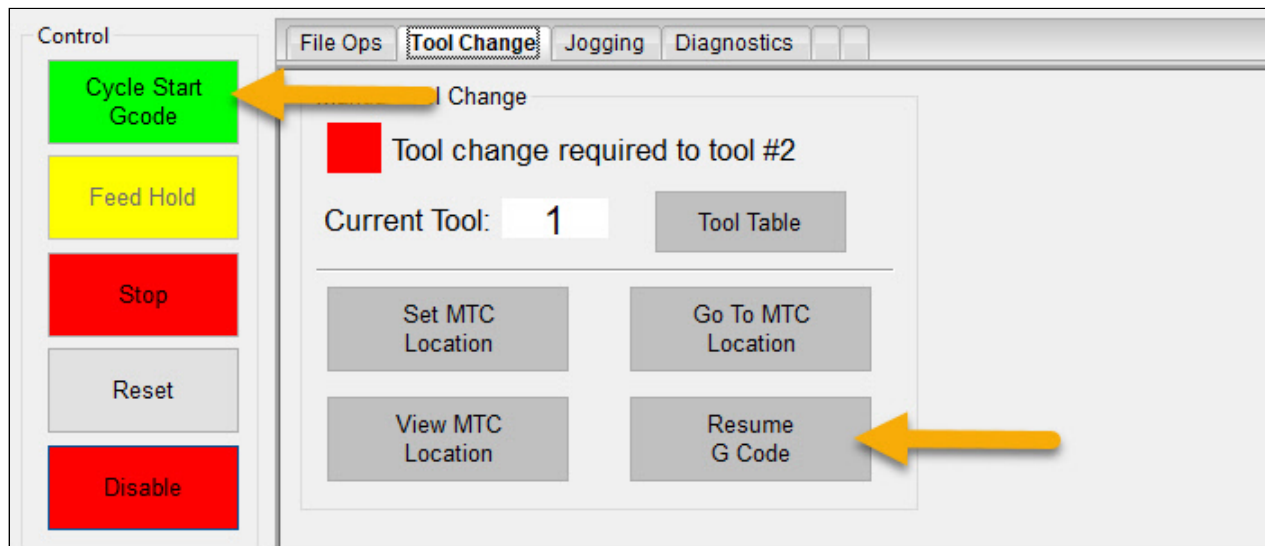 Control
Cycle Start
Gcode
Feed Hold
Stop
Reset
Disable
File Ops Tool Change Jogging Diagnostics
l Change
Tool change required to tool #2
Current Tool: 1 Tool Table
Set MTC
Location
Go To MTC
Location
View MTC
Location
Resume
G Code